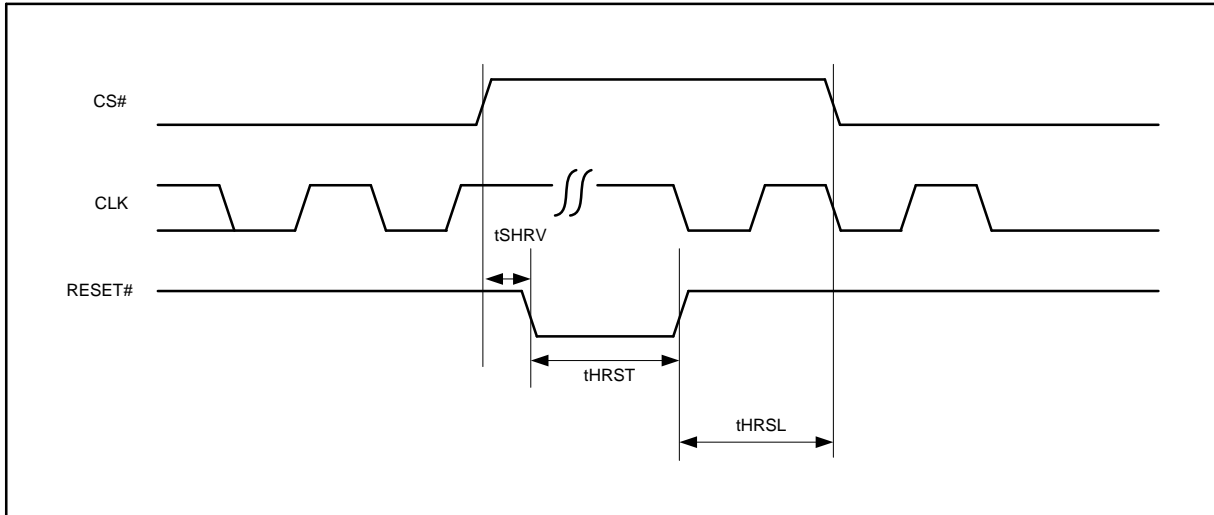 CS#
CLK
tSHRV
RESET#
tHRST
tHRSL